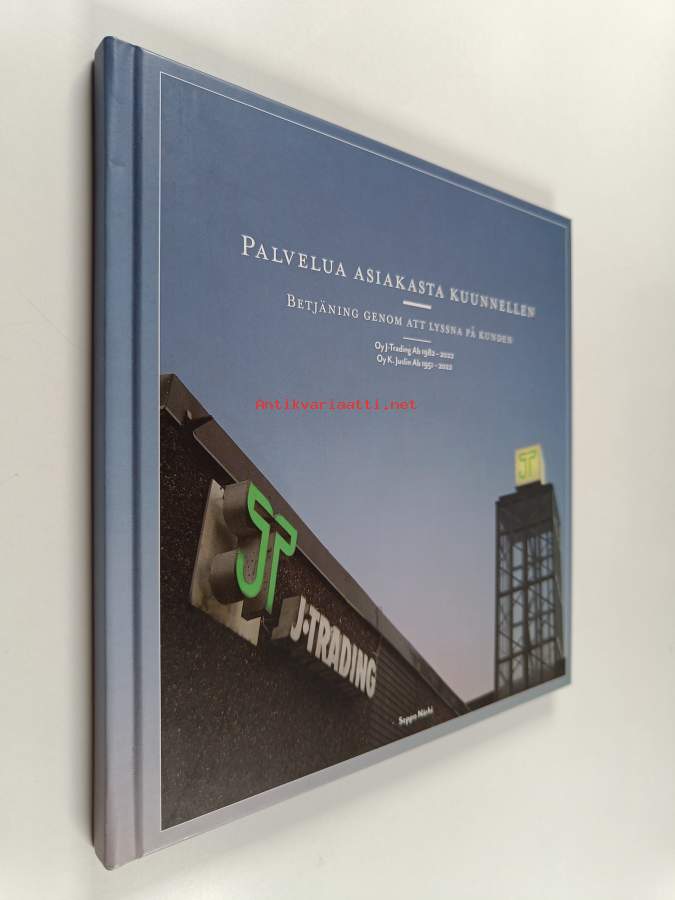 PALVELUA ASIAKASTA KUUNNELLEN
BETJÄNING GENOM ATT LYSSNA PÅ KUNDEN
Oy J-Trading Ab 1982 – 2022
Oy K. Juslin Ab 1951 – 2022
Antikvariaatti.net
JT
JT
J·TRADING
Seppo Niehi